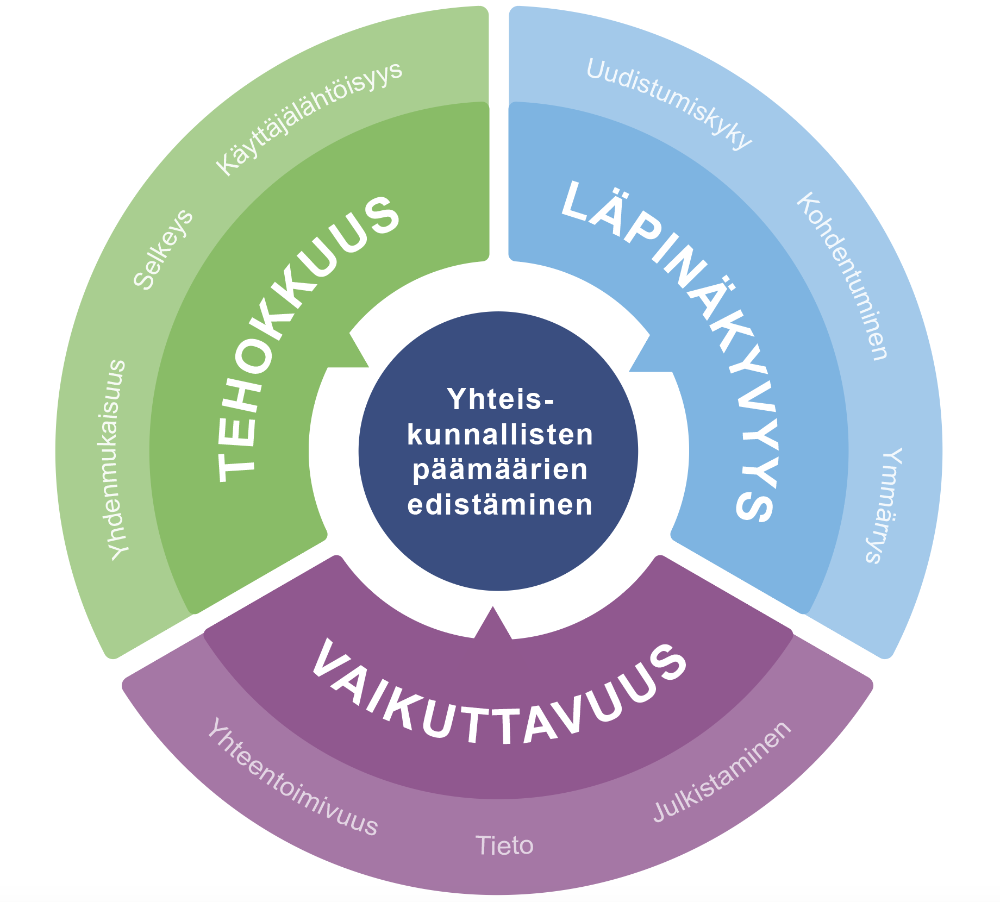 Yhteis-
kunnallisten
päämäärien
edistäminen
TEHOKKUUS
Yhdenmukaisuus
Selkeys
Käyttäjälähtöisyys
LÄPINÄKYVYYS
Uudistumiskyky
Kohdentuminen
Ymmärrys
VAIKUTTAVUUS
Yhteentoimivuus
Tieto
Julkistaminen